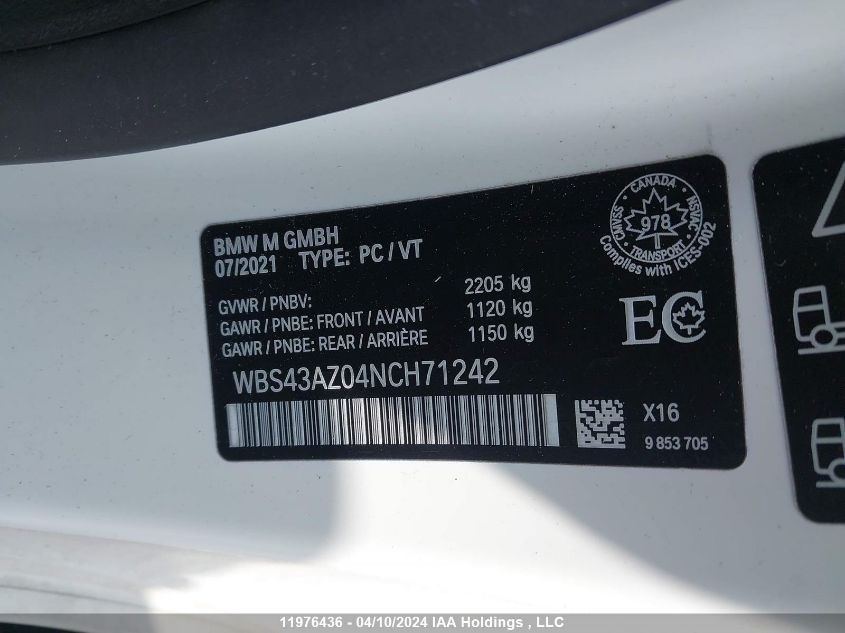 BMW M GMBH
07/2021 TYPE: PC / VT
GVWR / PNBV: 2205 kg
GAWR / PNBE: FRONT / AVANT 1120 kg
GAWR / PNBE: REAR / ARRIÈRE 1150 kg
WBS43AZ04NCH71242
CANADA
CMVSS 978 NSVAC
TRANSPORT
Complies with ICES-002
EC
X16
9 853 705
11976436 - 04/10/2024 IAA Holdings , LLC